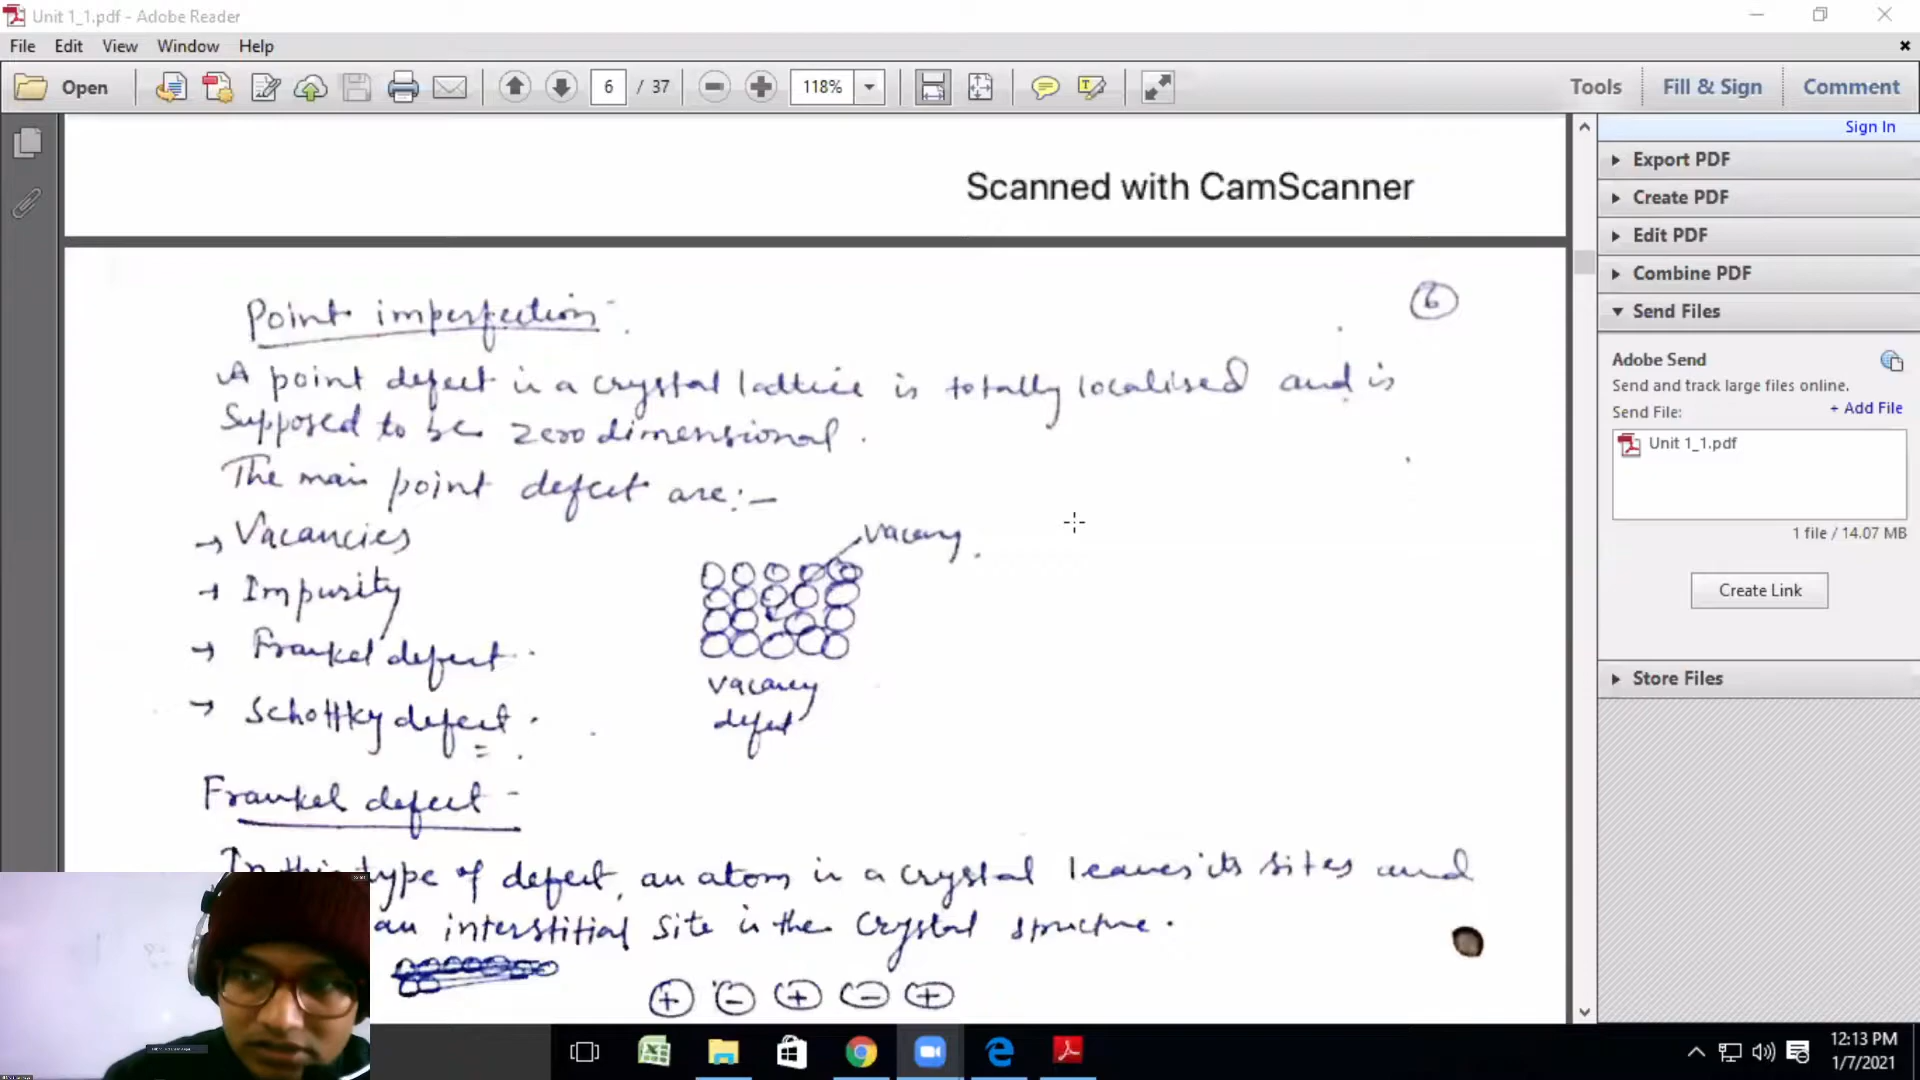 Unit 1_1.pdf - Adobe Reader
File Edit View Window Help
Open 6 / 37 118% Tools Fill & Sign Comment
Sign In
Export PDF
Create PDF
Edit PDF
Combine PDF
Send Files
Adobe Send
Send and track large files online.
Send File: + Add File
Unit 1_1.pdf
1 file / 14.07 MB
Create Link
Store Files
Scanned with CamScanner
6
Point imperfection -
A point defect in a crystal lattice is totally localised and is
supposed to be zero dimensional.
The main point defect are:-
→ Vacancies
→ Impurity
→ Frankel defect.
→ Schottky defect.
vacancy
vacancy
defect
Frankel defect -
In this type of defect, an atom in a crystal leaves its sites and
an interstitial site in the crystal structure.
+ - + - +
12:13 PM
1/7/2021